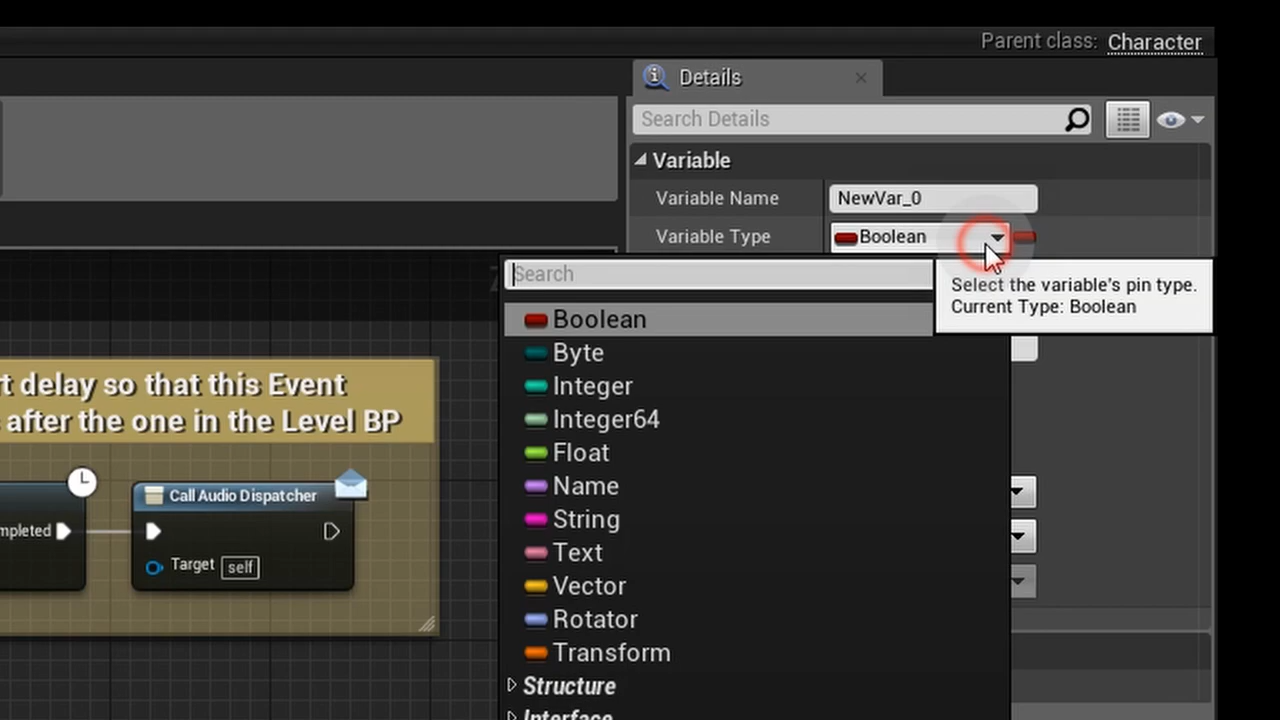 Parent class: Character
Details
Search Details
Variable
Variable Name NewVar_0
Variable Type Boolean
Search
Select the variable's pin type.
Current Type: Boolean
Boolean
Byte
Integer
Integer64
Float
Name
String
Text
Vector
Rotator
Transform
Structure
Interface
delay so that this Event
after the one in the Level BP
Call Audio Dispatcher
mpleted
Target self